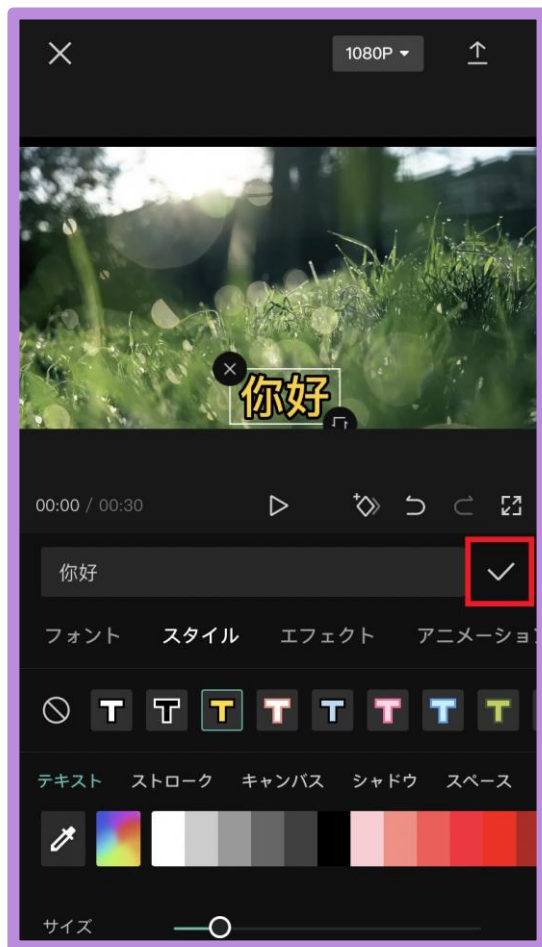 1080P
你好
00:00 / 00:30
你好
フォント スタイル エフェクト アニメーショ
T T T T T T T T
テキスト ストローク キャンバス シャドウ スペース
サイズ